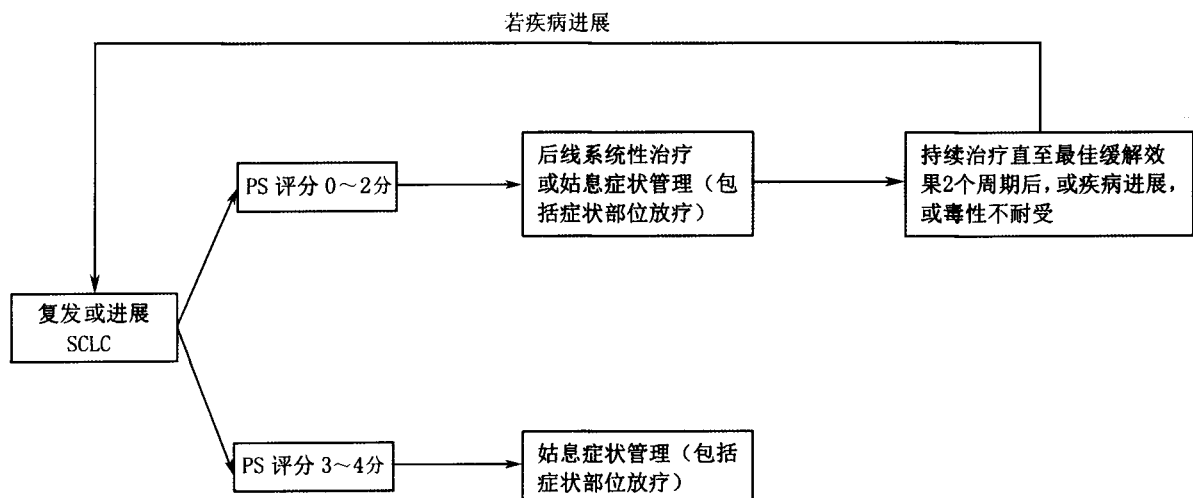 若疾病进展
后线系统性治疗
或姑息症状管理（包
括症状部位放疗）
持续治疗直至最佳缓解效
果2个周期后，或疾病进展，
或毒性不耐受
PS 评分 0～2分
复发或进展
SCLC
PS 评分 3～4分
姑息症状管理（包括
症状部位放疗）